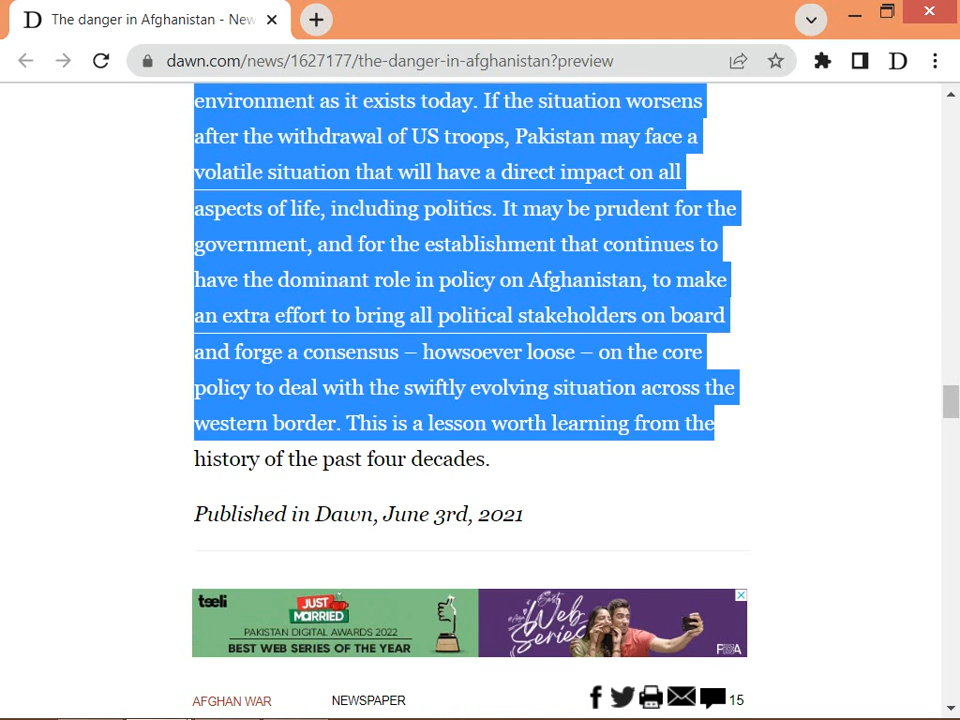 The danger in Afghanistan - New
dawn.com/news/1627177/the-danger-in-afghanistan?preview
environment as it exists today. If the situation worsens
after the withdrawal of US troops, Pakistan may face a
volatile situation that will have a direct impact on all
aspects of life, including politics. It may be prudent for the
government, and for the establishment that continues to
have the dominant role in policy on Afghanistan, to make
an extra effort to bring all political stakeholders on board
and forge a consensus – howsoever loose – on the core
policy to deal with the swiftly evolving situation across the
western border. This is a lesson worth learning from the
history of the past four decades.
Published in Dawn, June 3rd, 2021
teeli
JUST
MARRIED
PAKISTAN DIGITAL AWARDS 2022
BEST WEB SERIES OF THE YEAR
Best
Web
Series
AFGHAN WAR
NEWSPAPER
15